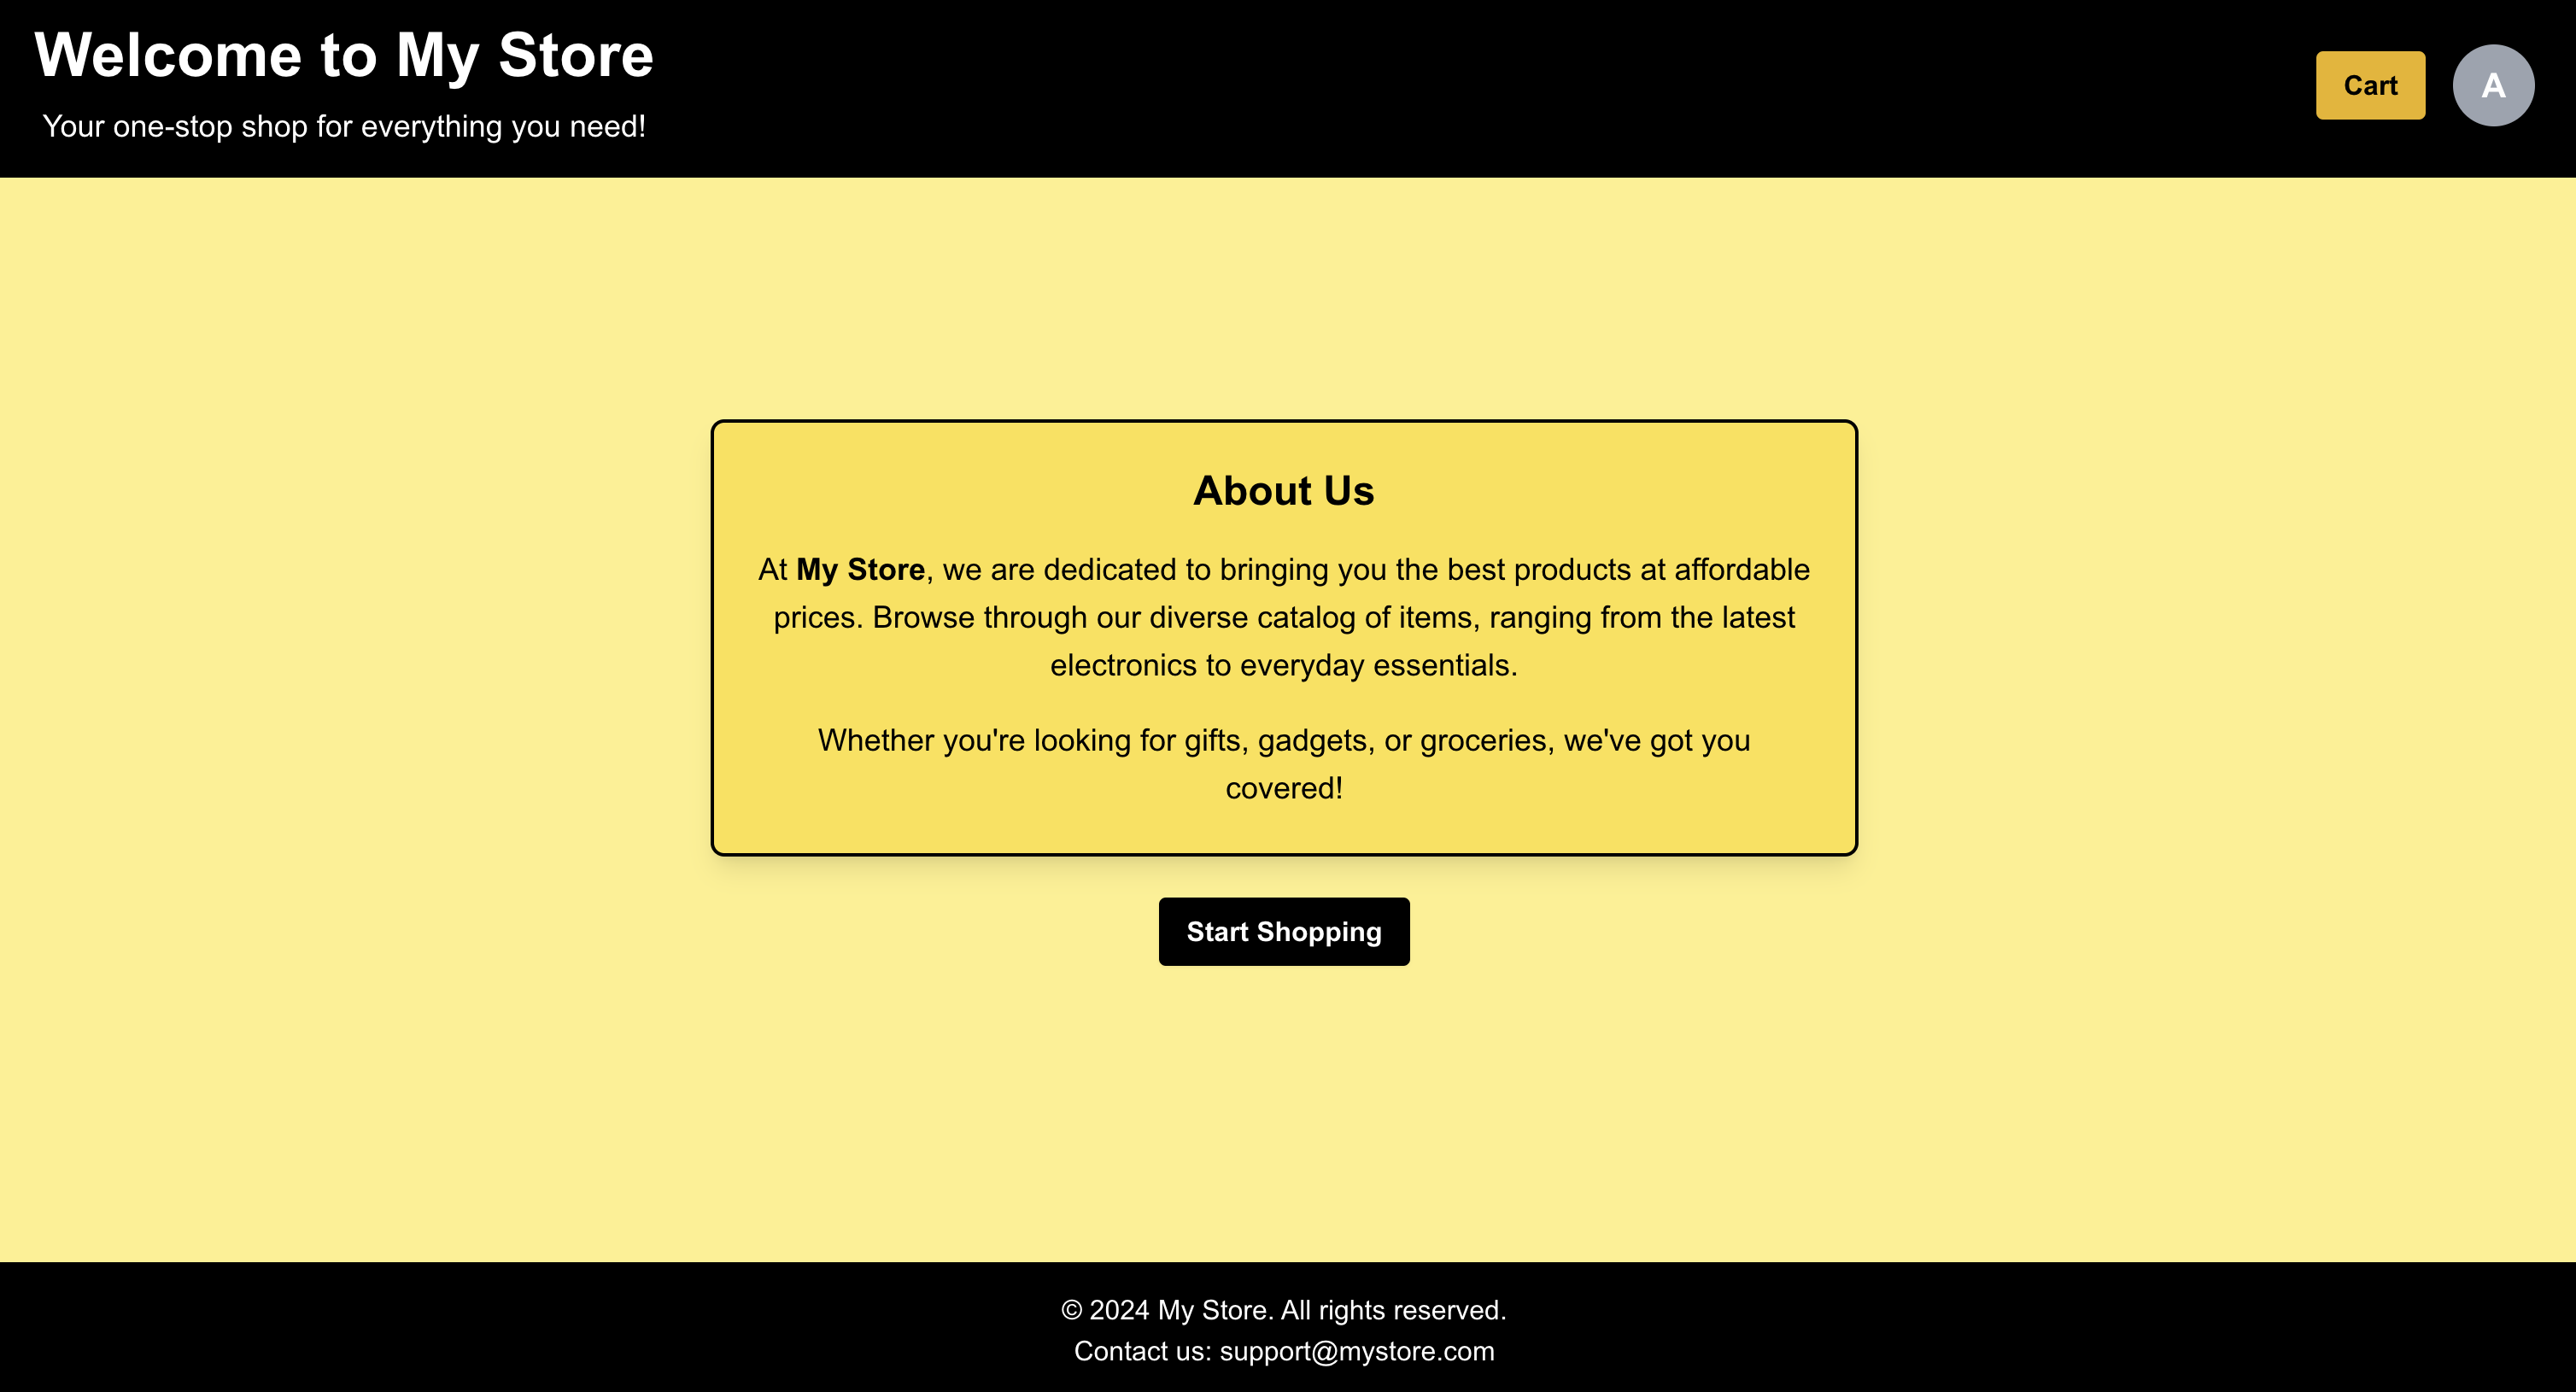 Welcome to My Store
Your one-stop shop for everything you need!
Cart
A
About Us
At My Store, we are dedicated to bringing you the best products at affordable
prices. Browse through our diverse catalog of items, ranging from the latest
electronics to everyday essentials.
Whether you're looking for gifts, gadgets, or groceries, we've got you
covered!
Start Shopping
© 2024 My Store. All rights reserved.
Contact us: support@mystore.com